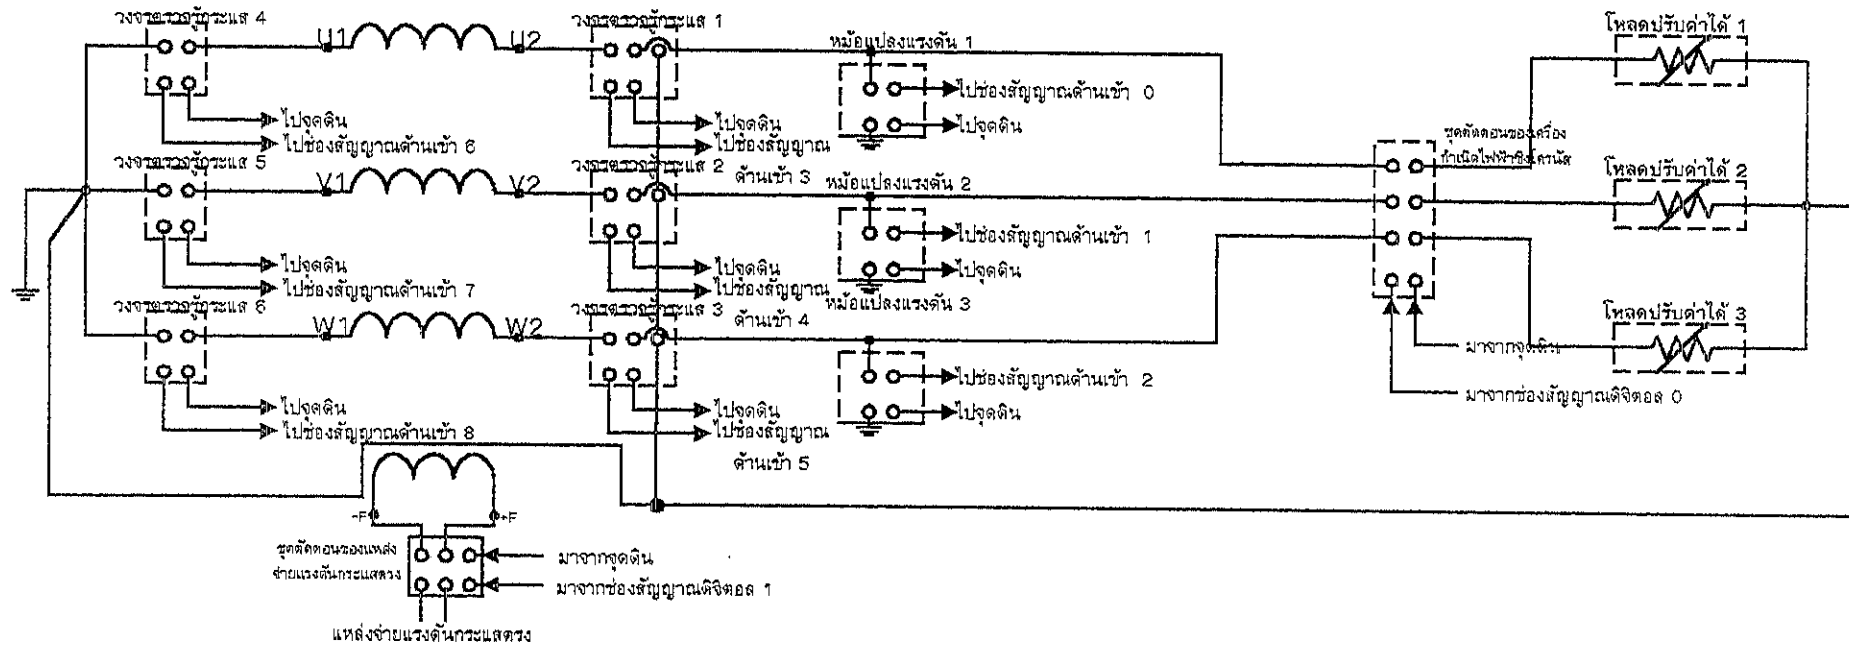 วงจรตรวจรู้กระแส 4
U1
U2
วงจรตรวจรู้กระแส 1
หม้อแปลงแรงดัน 1
โหลดปรับค่าได้ 1
ไปช่องสัญญาณด้านเข้า 0
ไปจุดดิน
ไปจุดดิน
ไปช่องสัญญาณด้านเข้า 6
ไปจุดดิน
ไปช่องสัญญาณ
ด้านเข้า 3
ชุดตัดตอนของเครื่อง
กำเนิดไฟฟ้าซิงโครนัส
วงจรตรวจรู้กระแส 5
V1
V2
วงจรตรวจรู้กระแส 2
หม้อแปลงแรงดัน 2
โหลดปรับค่าได้ 2
ไปช่องสัญญาณด้านเข้า 1
ไปจุดดิน
ไปจุดดิน
ไปช่องสัญญาณด้านเข้า 7
ไปจุดดิน
ไปช่องสัญญาณ
ด้านเข้า 4
วงจรตรวจรู้กระแส 6
W1
W2
วงจรตรวจรู้กระแส 3
หม้อแปลงแรงดัน 3
โหลดปรับค่าได้ 3
มาจากจุดดิน
มาจากช่องสัญญาณดิจิตอล 0
ไปช่องสัญญาณด้านเข้า 2
ไปจุดดิน
ไปจุดดิน
ไปช่องสัญญาณด้านเข้า 8
ไปจุดดิน
ไปช่องสัญญาณ
ด้านเข้า 5
-F
+F
ชุดตัดตอนของแหล่ง
จ่ายแรงดันกระแสตรง
มาจากจุดดิน
มาจากช่องสัญญาณดิจิตอล 1
แหล่งจ่ายแรงดันกระแสตรง